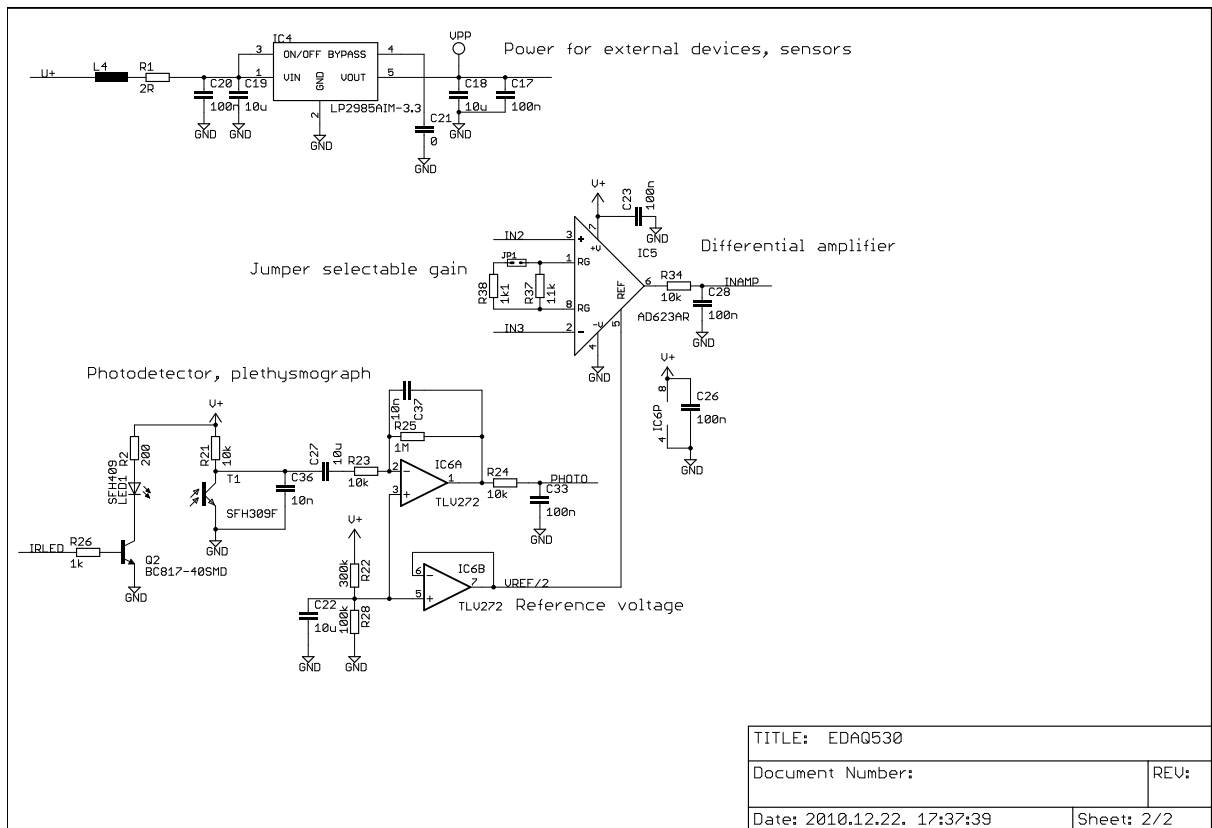 IC4
VPP
Power for external devices, sensors
3
ON/OFF BYPASS
4
U+
L4
R1
2R
1
VIN
GND
VOUT
5
2
LP2985AIM-3.3
C20
100n
C19
10u
C18
10u
C17
100n
GND
GND
GND
C21
0
GND
GND
V+
C23
100n
GND
7
+V
IC5
IN2
3
+
Differential amplifier
Jumper selectable gain
JP1
1
RG
R38
1k1
R37
11k
8
RG
REF
6
5
R34
10k
INAMP
C28
100n
GND
AD623AR
IN3
2
-
-V
4
GND
Photodetector, plethysmograph
V+
8
IC6P
4
C26
100n
GND
V+
R2
200
SFH409
LED1
R21
10k
T1
SFH309F
C36
10n
GND
C27
10u
R23
10k
10n
C37
R25
1M
IC6A
2
-
3
+
1
TLV272
R24
10k
PHOTO
C33
100n
GND
IRLED
R26
1k
Q2
BC817-40SMD
GND
V+
300k
R22
C22
10u
100k
R28
GND
GND
6
-
5
+
IC6B
7
TLV272
VREF/2
Reference voltage
TITLE: EDAQ530
Document Number:
REV:
Date: 2010.12.22. 17:37:39
Sheet: 2/2